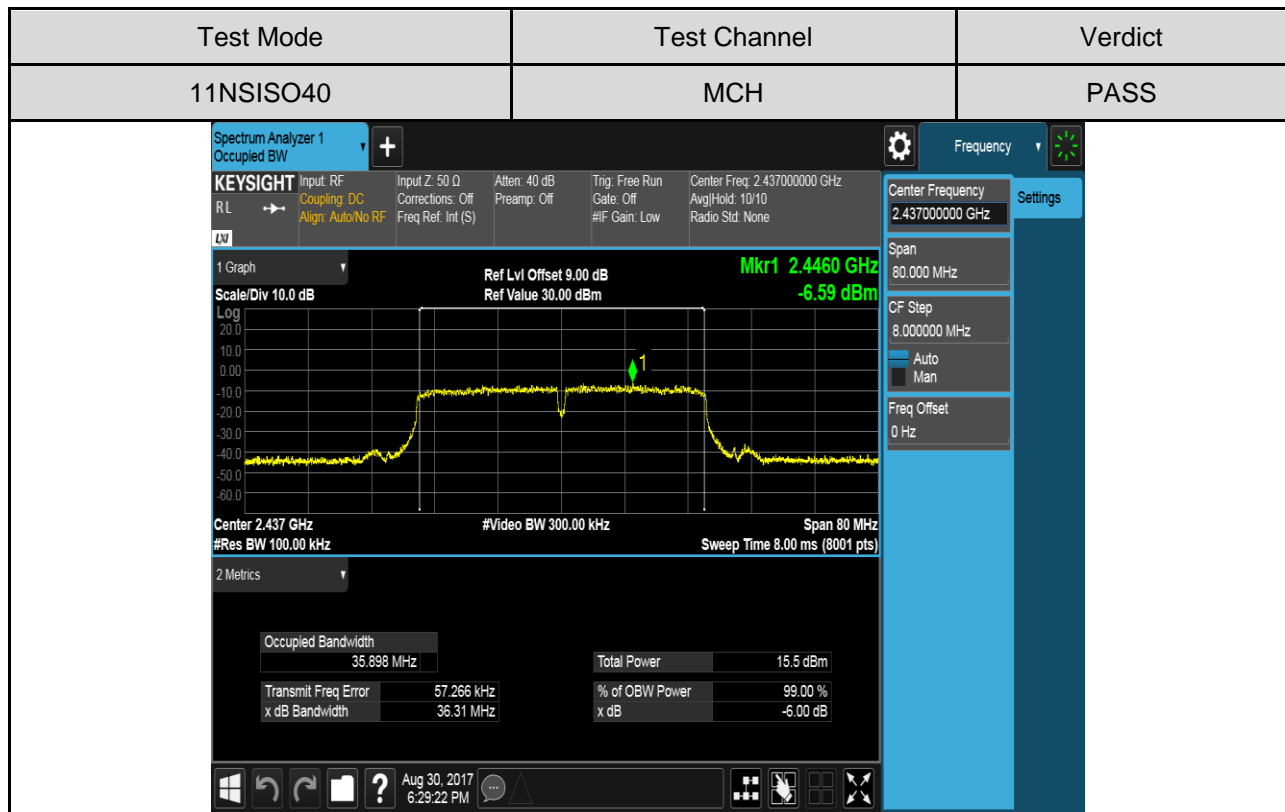 Test Mode Test Channel Verdict
11NSISO40 MCH PASS
Spectrum Analyzer 1
Occupied BW
+
Frequency
KEYSIGHT Input: RF Input Z: 50 Ω Atten: 40 dB Trig: Free Run Center Freq: 2.437000000 GHz
RL Coupling: DC Corrections: Off Preamp: Off Gate: Off Avg|Hold: 10/10
Align: Auto/No RF Freq Ref: Int (S) #IF Gain: Low Radio Std: None
LXI
Center Frequency
2.437000000 GHz
Settings
Span
80.000 MHz
CF Step
8.000000 MHz
Auto
Man
Freq Offset
0 Hz
1 Graph
Ref Lvl Offset 9.00 dB
Mkr1 2.4460 GHz
Scale/Div 10.0 dB Ref Value 30.00 dBm -6.59 dBm
Log
20.0
10.0
0.00
-10.0
-20.0
-30.0
-40.0
-50.0
-60.0
1
Center 2.437 GHz #Video BW 300.00 kHz Span 80 MHz
#Res BW 100.00 kHz Sweep Time 8.00 ms (8001 pts)
2 Metrics
Occupied Bandwidth
35.898 MHz Total Power 15.5 dBm
Transmit Freq Error 57.266 kHz % of OBW Power 99.00 %
x dB Bandwidth 36.31 MHz x dB -6.00 dB
?
Aug 30, 2017
6:29:22 PM